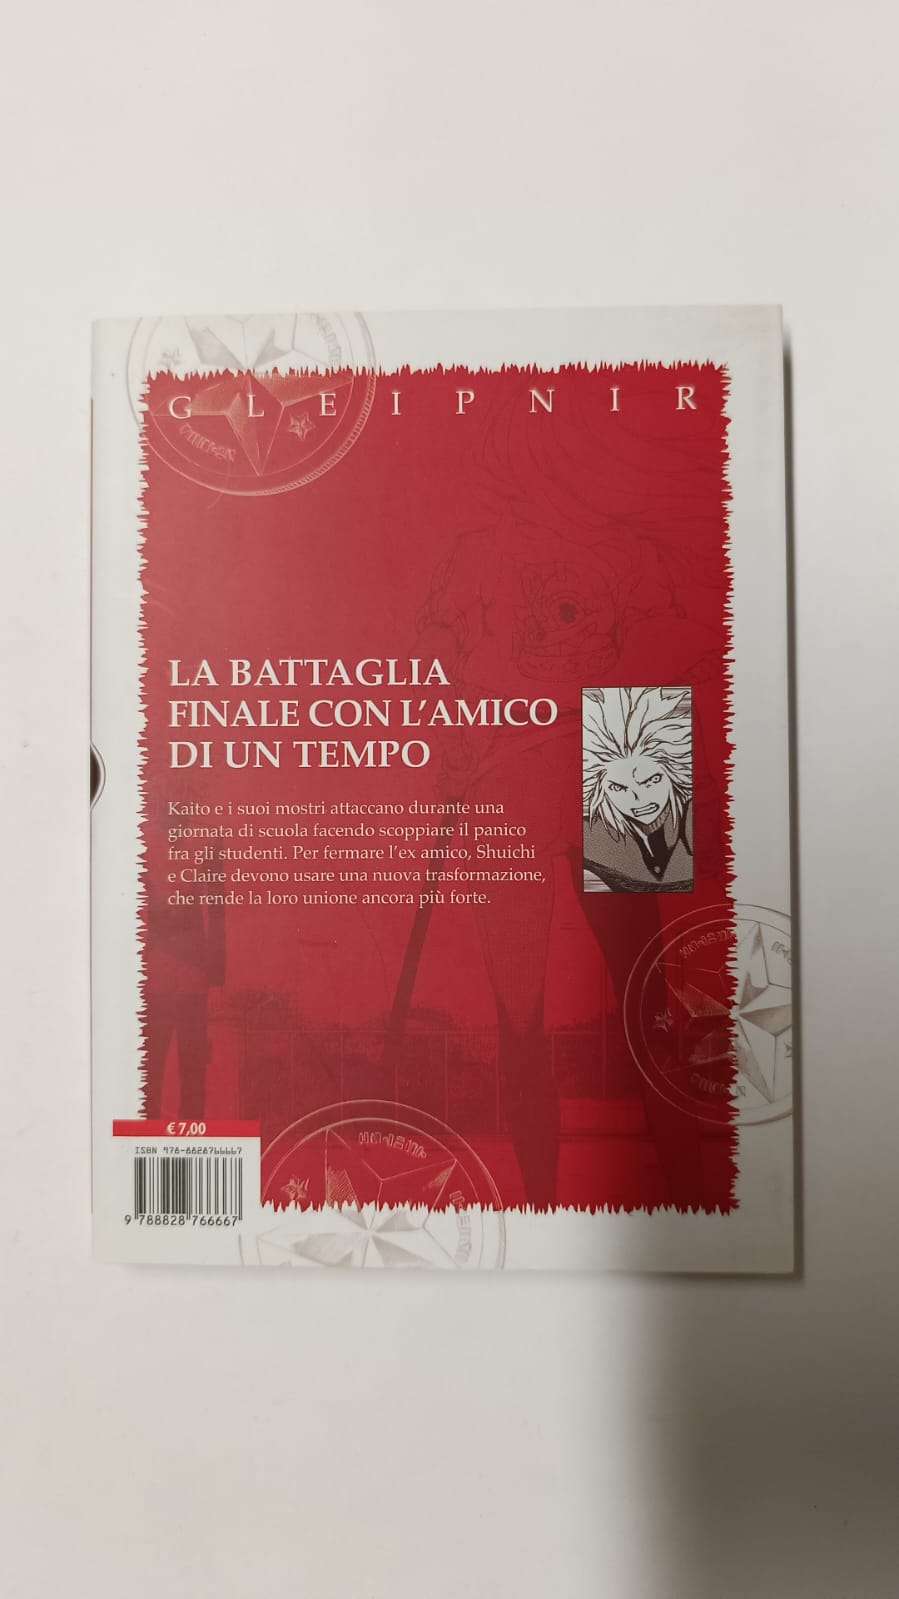 GLEIPNIR
LA BATTAGLIA
FINALE CON L'AMICO
DI UN TEMPO
Kaito e i suoi mostri attaccano durante una
giornata di scuola facendo scoppiare il panico
fra gli studenti. Per fermare l'ex amico, Shuichi
e Claire devono usare una nuova trasformazione,
che rende la loro unione ancora più forte.
€ 7,00
ISBN 978-8828766667
9 788828 766667